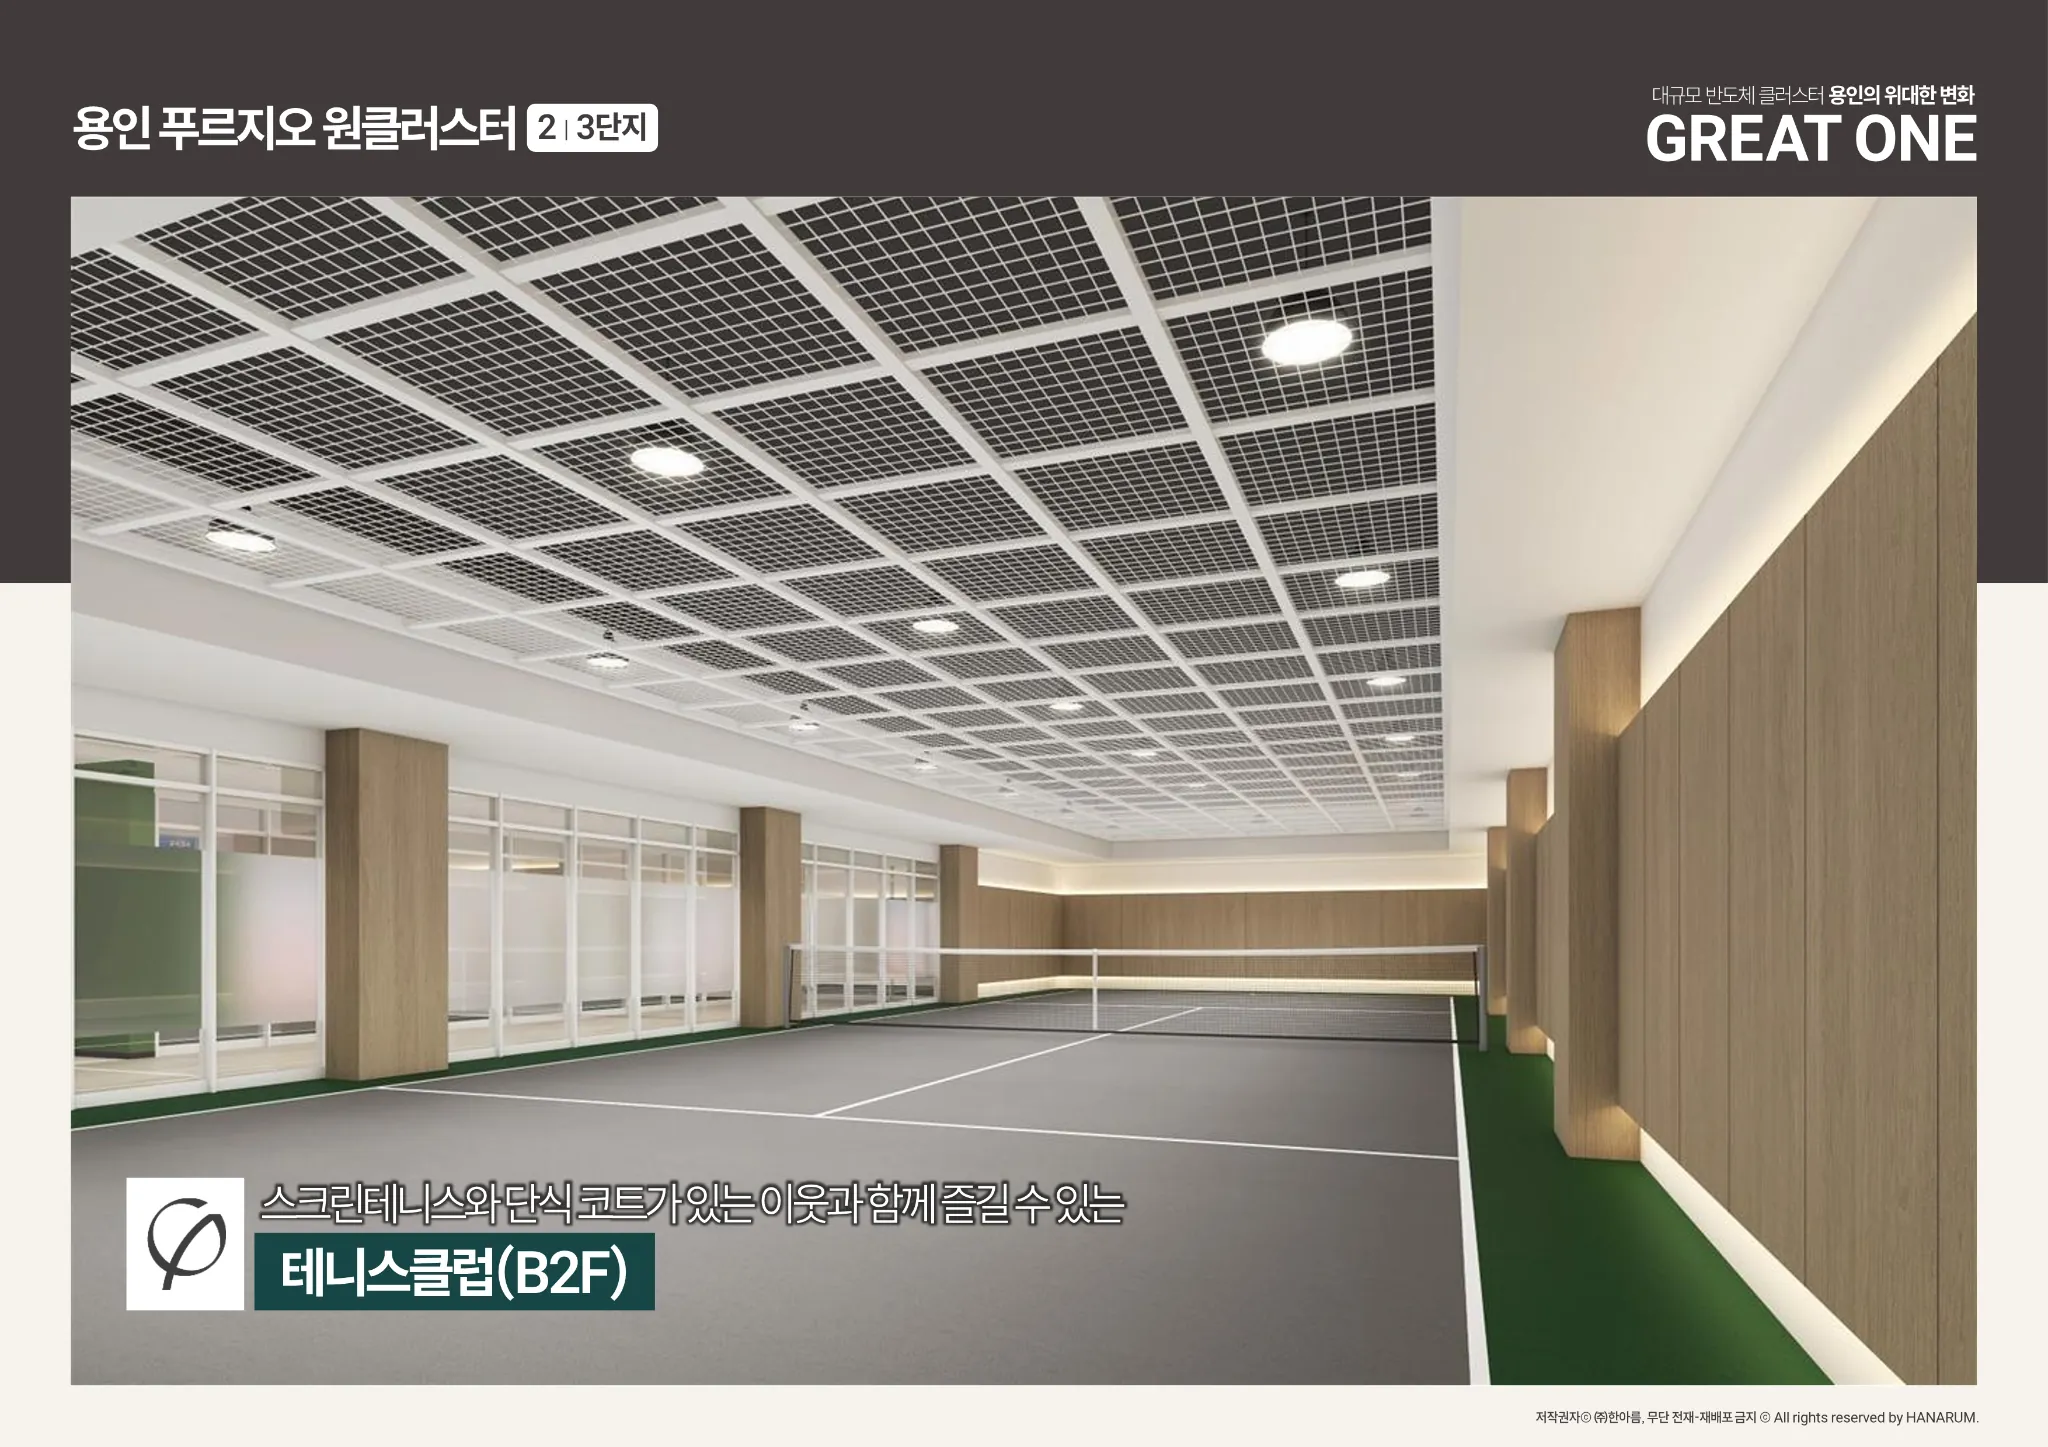 용인 푸르지오 원클러스터 2 | 3단지
대규모 반도체 클러스터 용인의 위대한 변화
GREAT ONE
스크린테니스와 단식 코트가 있는 이웃과 함께 즐길 수 있는
테니스클럽(B2F)
저작권자ⓒ ㈜한아름, 무단 전재-재배포 금지 ⓒ All rights reserved by HANARUM.